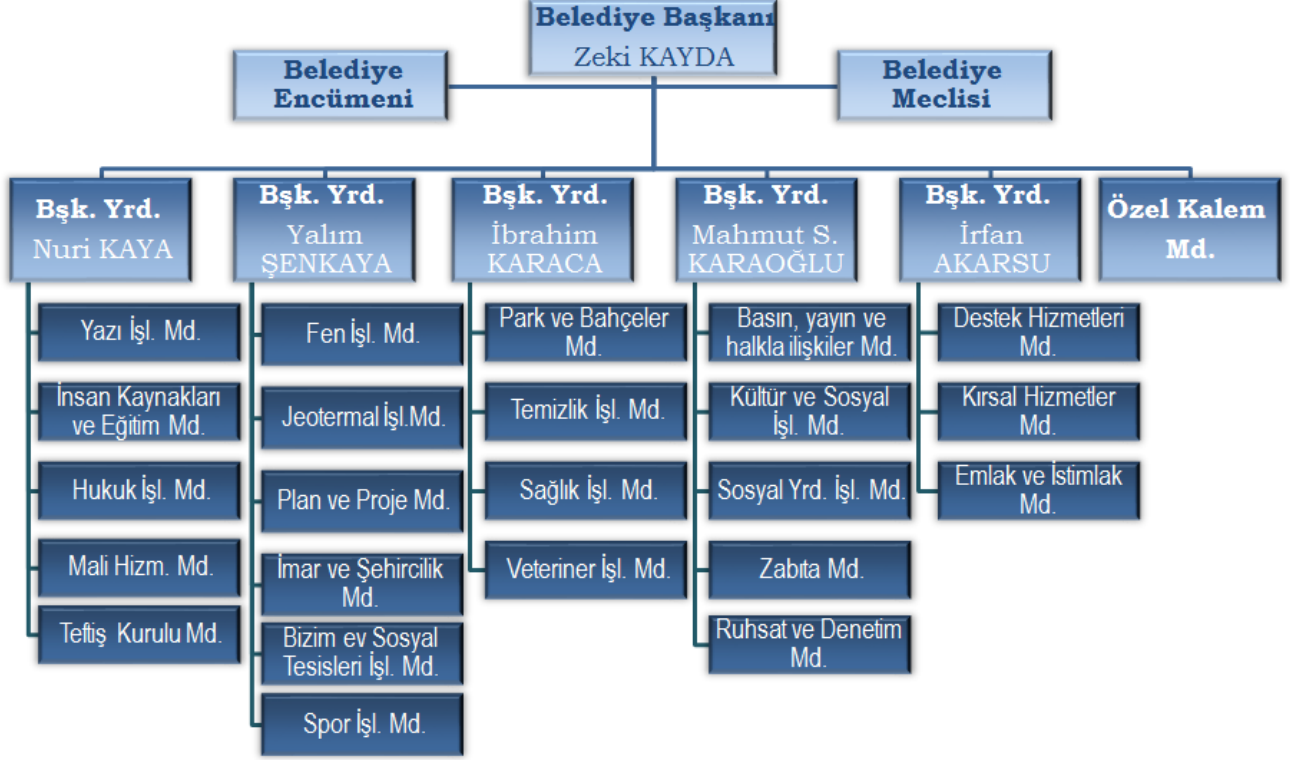 Belediye Başkanı
Zeki KAYDA
Belediye
Encümeni
Belediye
Meclisi
Bşk. Yrd.
Nuri KAYA
Bşk. Yrd.
Yalım
ŞENKAYA
Bşk. Yrd.
İbrahim
KARACA
Bşk. Yrd.
Mahmut S.
KARAOĞLU
Bşk. Yrd.
İrfan
AKARSU
Özel Kalem
Md.
Yazı İşl. Md.
İnsan Kaynakları
ve Eğitim Md.
Hukuk İşl. Md.
Mali Hizm. Md.
Teftiş Kurulu Md.
Fen İşl. Md.
Jeotermal İşl.Md.
Plan ve Proje Md.
İmar ve Şehircilik
Md.
Bizim ev Sosyal
Tesisleri İşl. Md.
Spor İşl. Md.
Park ve Bahçeler
Md.
Temizlik İşl. Md.
Sağlık İşl. Md.
Veteriner İşl. Md.
Basın, yayın ve
halkla ilişkiler Md.
Kültür ve Sosyal
İşl. Md.
Sosyal Yrd. İşl. Md.
Zabıta Md.
Ruhsat ve Denetim
Md.
Destek Hizmetleri
Md.
Kırsal Hizmetler
Md.
Emlak ve İstimlak
Md.